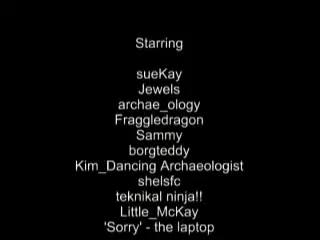 Starring
sueKay
Jewels
archae_ology
Fraggledragon
Sammy
borgteddy
Kim_Dancing Archaeologist
shelsfc
teknikal ninja!!
Little_McKay
'Sorry' - the laptop